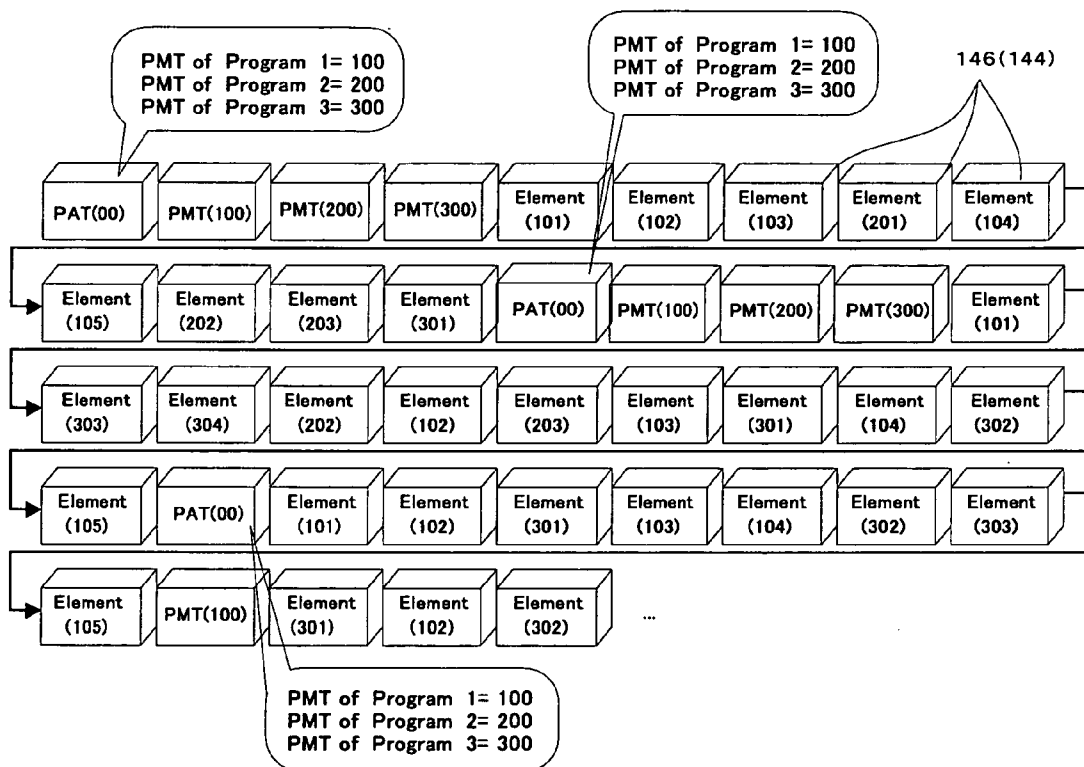 PMT of Program 1= 100
PMT of Program 2= 200
PMT of Program 3= 300
PMT of Program 1= 100
PMT of Program 2= 200
PMT of Program 3= 300
146(144)
PAT(00)
PMT(100)
PMT(200)
PMT(300)
Element
(101)
Element
(102)
Element
(103)
Element
(201)
Element
(104)
Element
(105)
Element
(202)
Element
(203)
Element
(301)
PAT(00)
PMT(100)
PMT(200)
PMT(300)
Element
(101)
Element
(303)
Element
(304)
Element
(202)
Element
(102)
Element
(203)
Element
(103)
Element
(301)
Element
(104)
Element
(302)
Element
(105)
PAT(00)
Element
(101)
Element
(102)
Element
(301)
Element
(103)
Element
(104)
Element
(302)
Element
(303)
Element
(105)
PMT(100)
Element
(301)
Element
(102)
Element
(302)
...
PMT of Program 1= 100
PMT of Program 2= 200
PMT of Program 3= 300